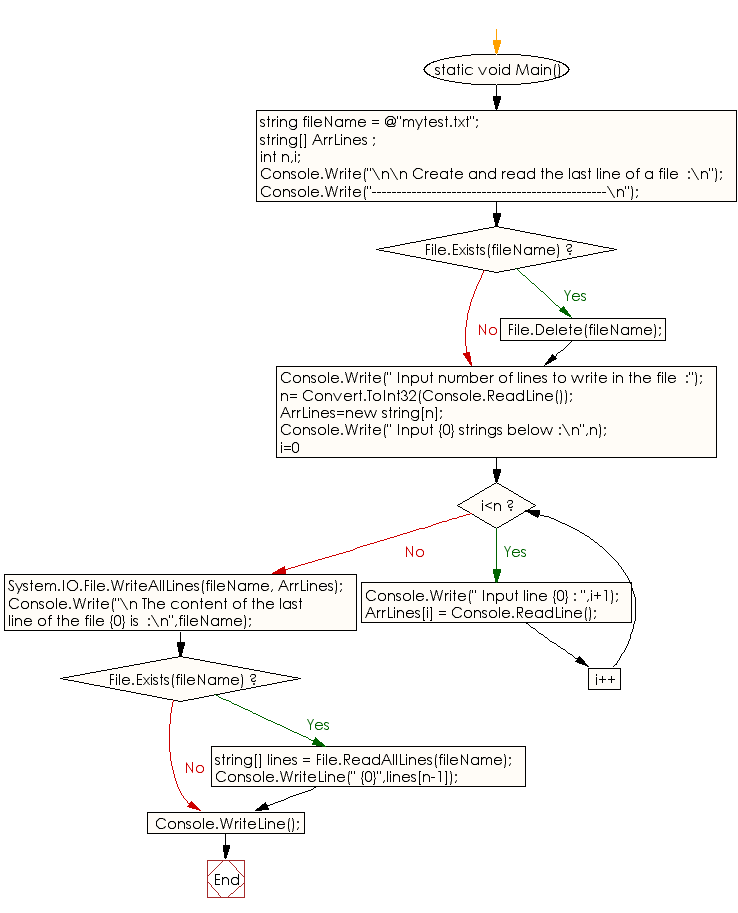 static void Main()
string fileName = @"mytest.txt";
string[] ArrLines ;
int n,i;
Console.Write("\n\n Create and read the last line of a file  :\n");
Console.Write("-----------------------------------------------\n");
File.Exists(fileName) ?
Yes
No
File.Delete(fileName);
Console.Write(" Input number of lines to write in the file  :");
n= Convert.ToInt32(Console.ReadLine());
ArrLines=new string[n];
Console.Write(" Input {0} strings below :\n",n);
i=0
i<n ?
No
Yes
System.IO.File.WriteAllLines(fileName, ArrLines);
Console.Write("\n The content of the last
line of the file {0} is  :\n",fileName);
Console.Write(" Input line {0} : ",i+1);
ArrLines[i] = Console.ReadLine();
i++
File.Exists(fileName) ?
Yes
No
string[] lines = File.ReadAllLines(fileName);
Console.WriteLine(" {0}",lines[n-1]);
Console.WriteLine();
End